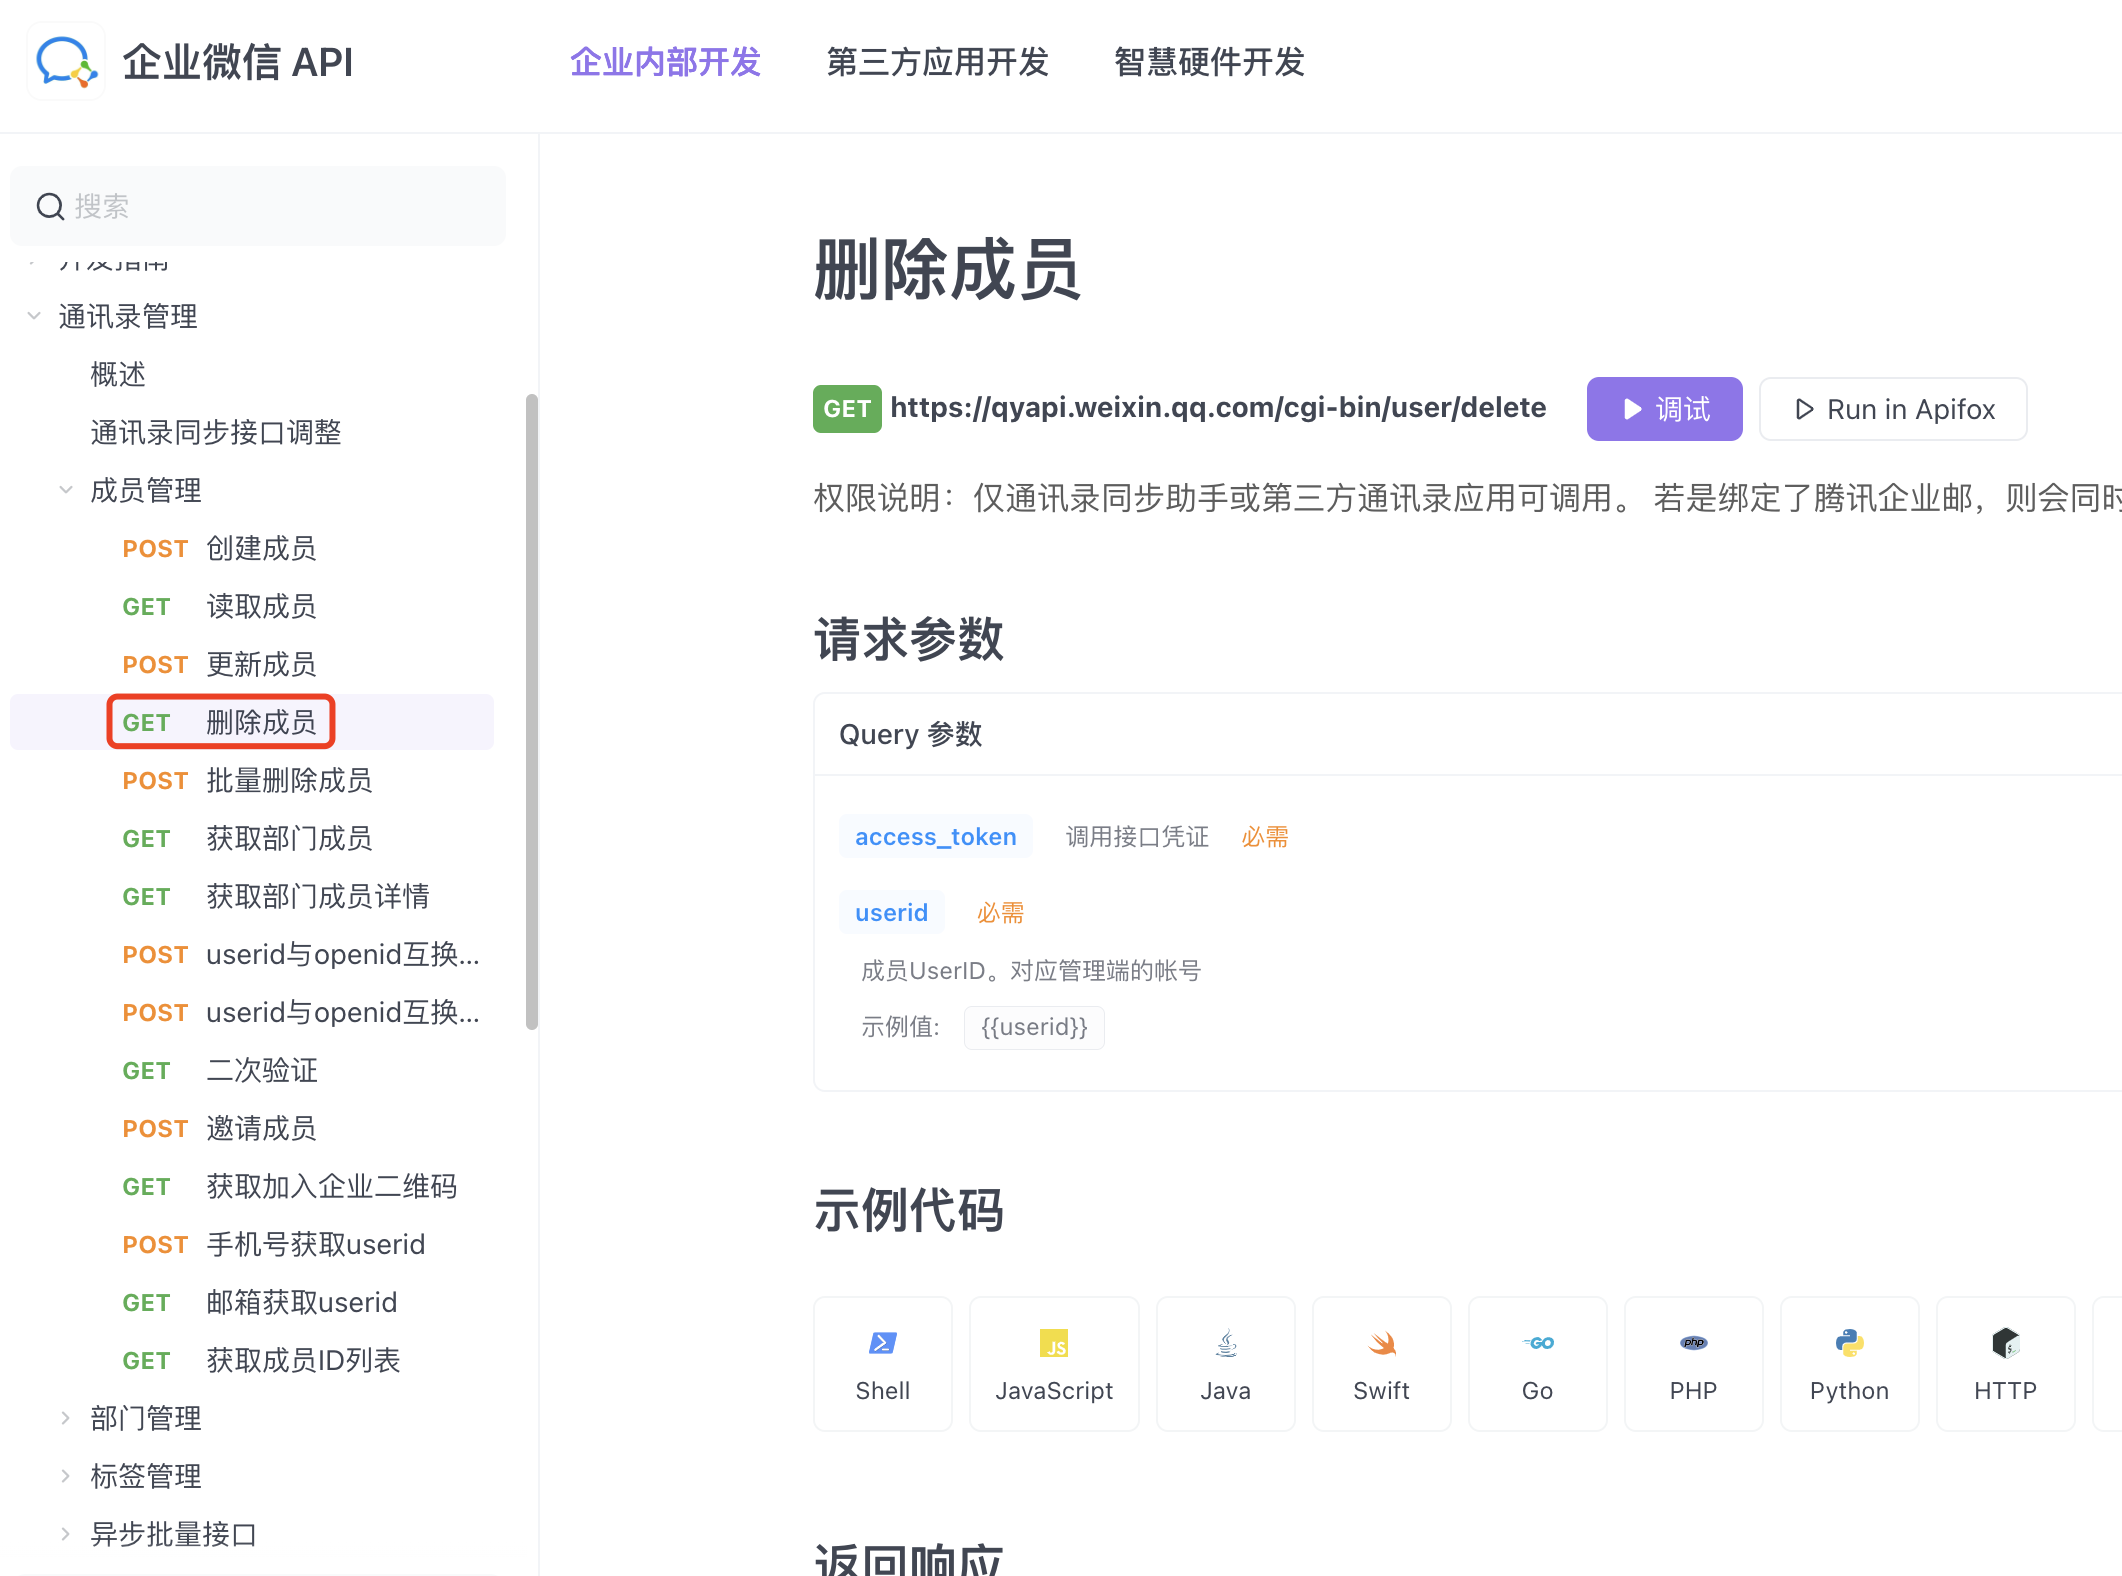 企业微信 API
企业内部开发
第三方应用开发
智慧硬件开发
搜索
开发指南
通讯录管理
概述
通讯录同步接口调整
成员管理
POST 创建成员
GET 读取成员
POST 更新成员
GET 删除成员
POST 批量删除成员
GET 获取部门成员
GET 获取部门成员详情
POST userid与openid互换...
POST userid与openid互换...
GET 二次验证
POST 邀请成员
GET 获取加入企业二维码
POST 手机号获取userid
GET 邮箱获取userid
GET 获取成员ID列表
部门管理
标签管理
异步批量接口
删除成员
GET https://qyapi.weixin.qq.com/cgi-bin/user/delete
调试
Run in Apifox
权限说明：仅通讯录同步助手或第三方通讯录应用可调用。 若是绑定了腾讯企业邮，则会同时
请求参数
Query 参数
access_token 调用接口凭证 必需
userid 必需
成员UserID。对应管理端的帐号
示例值: {{userid}}
示例代码
JS
GO
php
Shell
JavaScript
Java
Swift
Go
PHP
Python
HTTP
返回响应